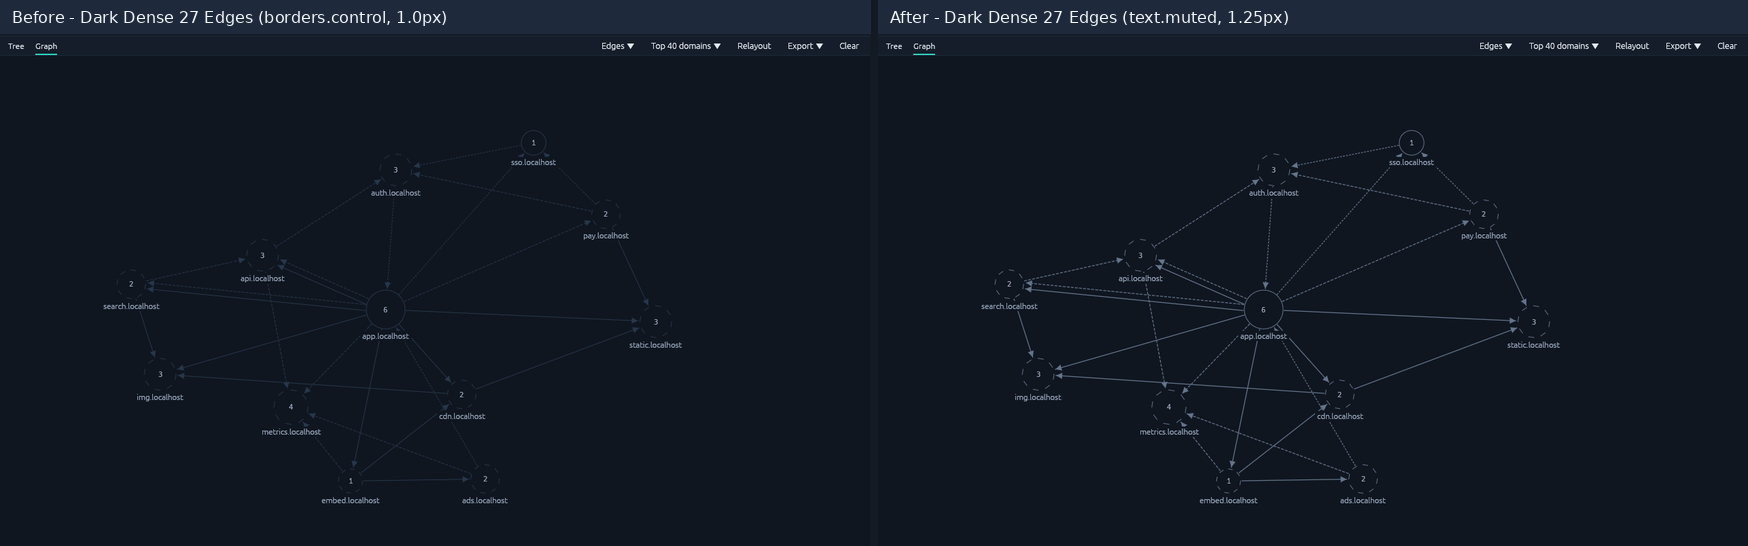 Before - Dark Dense 27 Edges (borders.control, 1.0px)
Tree Graph Edges ▼ Top 40 domains ▼ Relayout Export ▼ Clear
1
sso.localhost
3
auth.localhost
2
pay.localhost
3
api.localhost
2
search.localhost
6
app.localhost
3
static.localhost
3
img.localhost
2
cdn.localhost
4
metrics.localhost
1
embed.localhost
2
ads.localhost
After - Dark Dense 27 Edges (text.muted, 1.25px)
Tree Graph Edges ▼ Top 40 domains ▼ Relayout Export ▼ Clear
1
sso.localhost
3
auth.localhost
2
pay.localhost
3
api.localhost
2
search.localhost
6
app.localhost
3
static.localhost
3
img.localhost
2
cdn.localhost
4
metrics.localhost
1
embed.localhost
2
ads.localhost